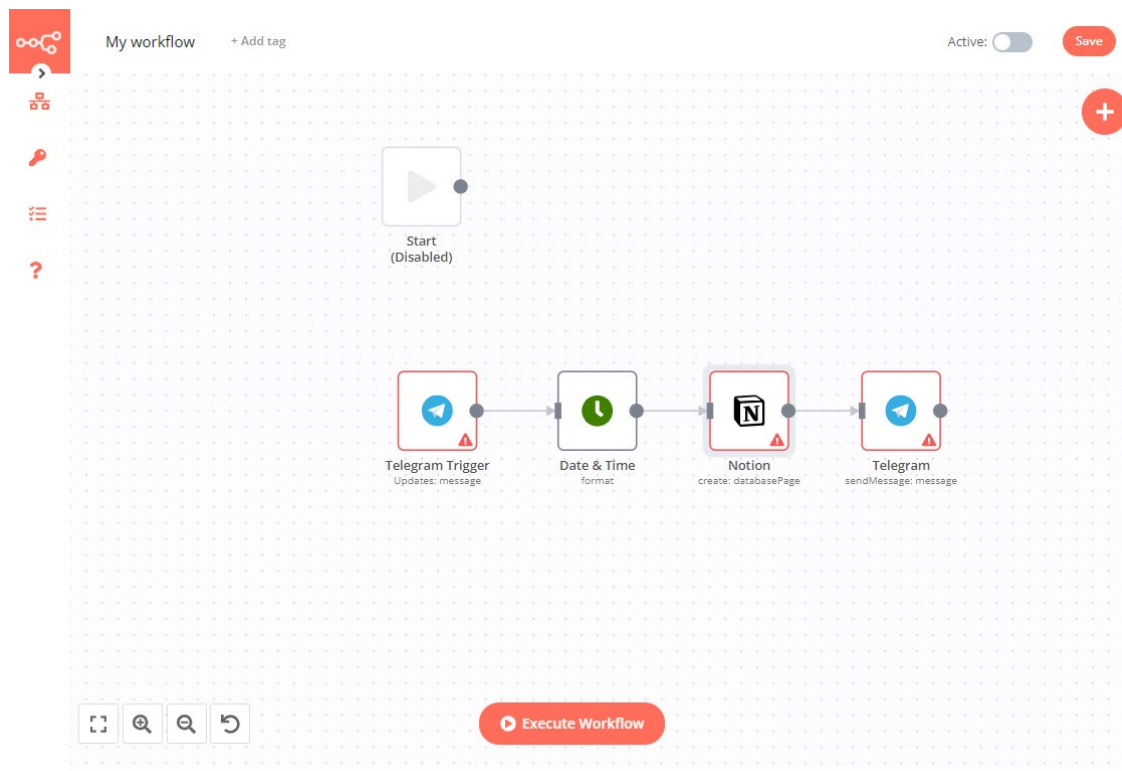 My workflow
+ Add tag
Active:
Save
Start
(Disabled)
Telegram Trigger
Updates: message
Date & Time
format
N
Notion
create: databasePage
Telegram
sendMessage: message
Execute Workflow